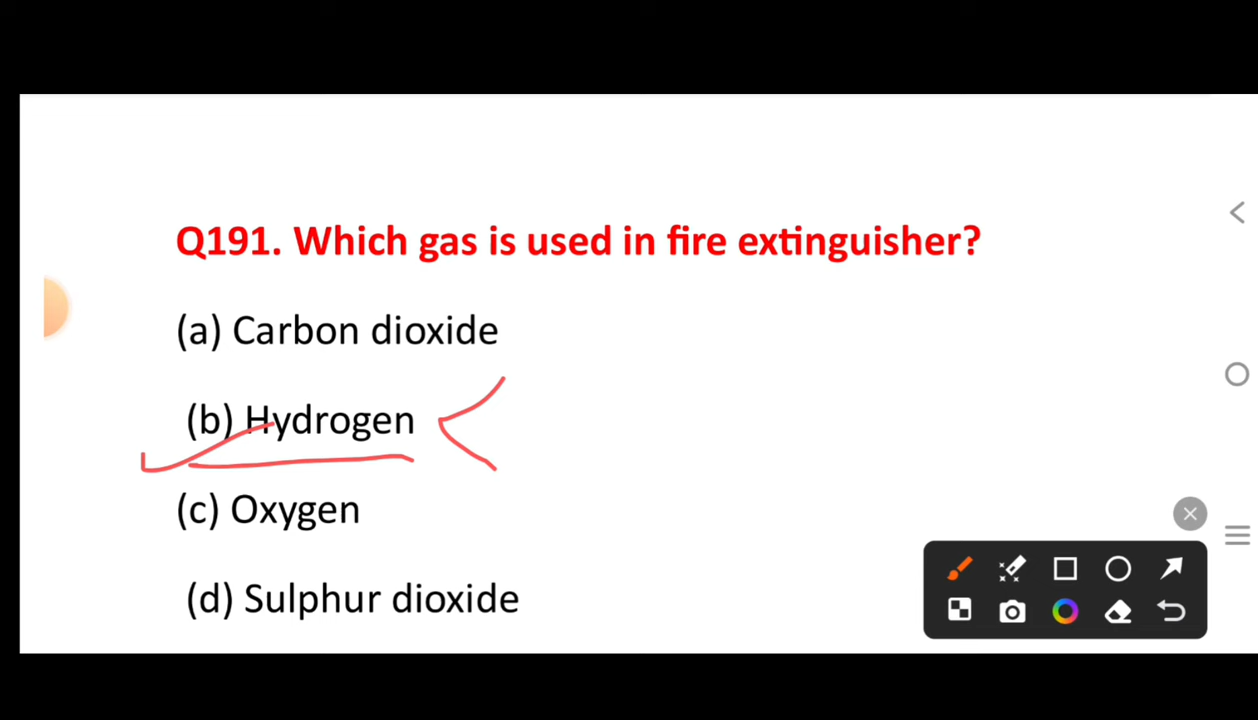 Q191. Which gas is used in fire extinguisher?
(a) Carbon dioxide
(b) Hydrogen
(c) Oxygen
(d) Sulphur dioxide